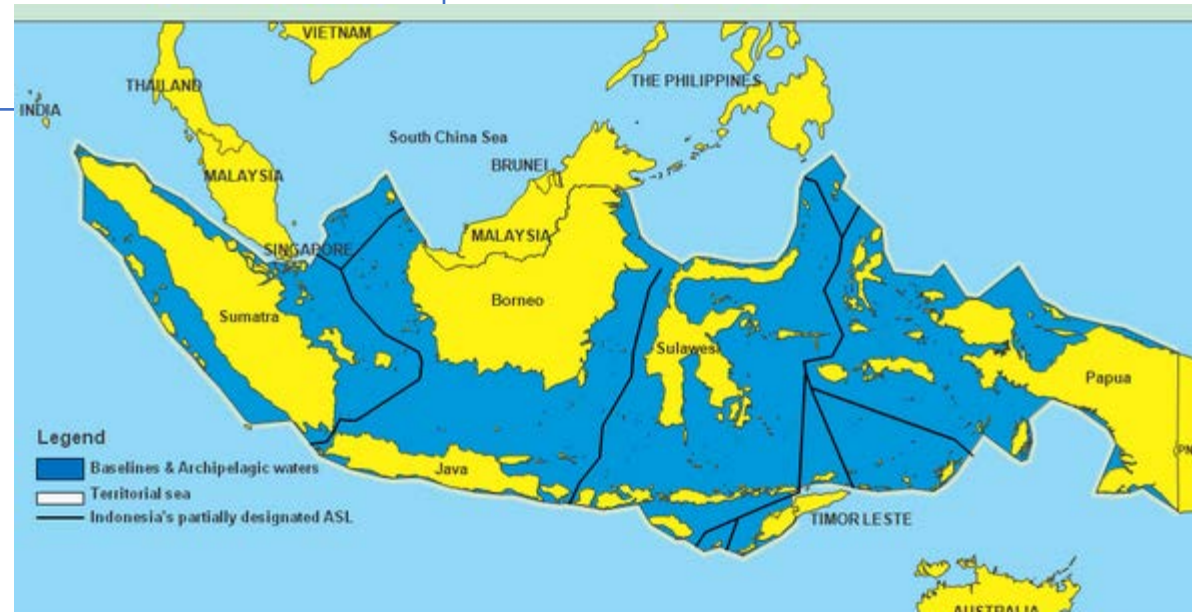 VIETNAM
THAILAND
THE PHILIPPINES
INDIA
South China Sea
BRUNEI
MALAYSIA
MALAYSIA
SINGAPORE
Borneo
Sumatra
Sulawesi
Papua
Legend
(PN
Baselines & Archipelagic waters
Java
Territorial sea
Indonesia's partially designated ASL
TIMOR LESTE
AUSTRALIA